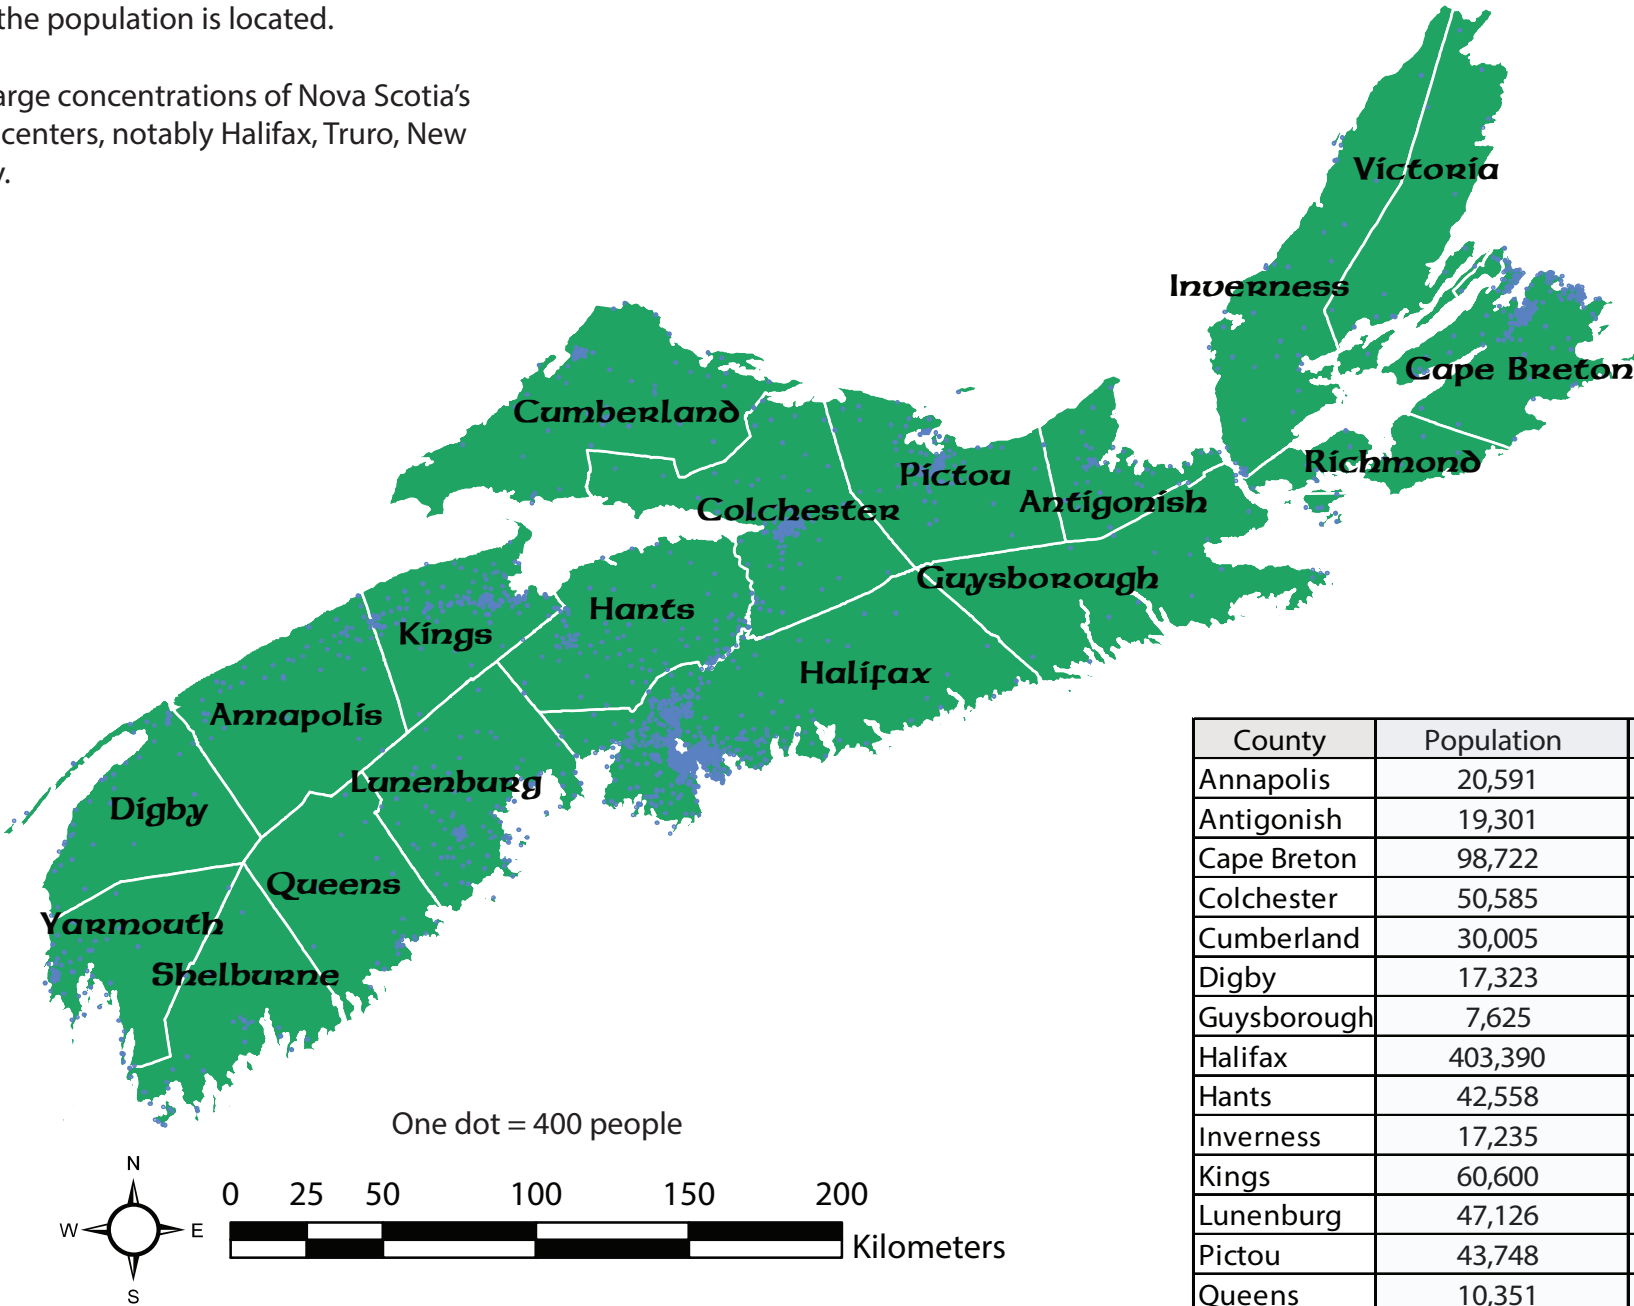 the population is located.
arge concentrations of Nova Scotia's
centers, notably Halifax, Truro, New
y.
Victoria
Inverness
Cape Breton
Cumberland
Richmond
Pictou
Antigonish
Colchester
Guysborough
Hants
Kings
Halifax
Annapolis
Lunenburg
Digby
Queens
Yarmouth
Shelburne
County Population
Annapolis 20,591
Antigonish 19,301
Cape Breton 98,722
Colchester 50,585
Cumberland 30,005
Digby 17,323
Guysborough 7,625
Halifax 403,390
Hants 42,558
Inverness 17,235
Kings 60,600
Lunenburg 47,126
Pictou 43,748
Queens 10,351
One dot = 400 people
N
W E
S
0 25 50 100 150 200
Kilometers